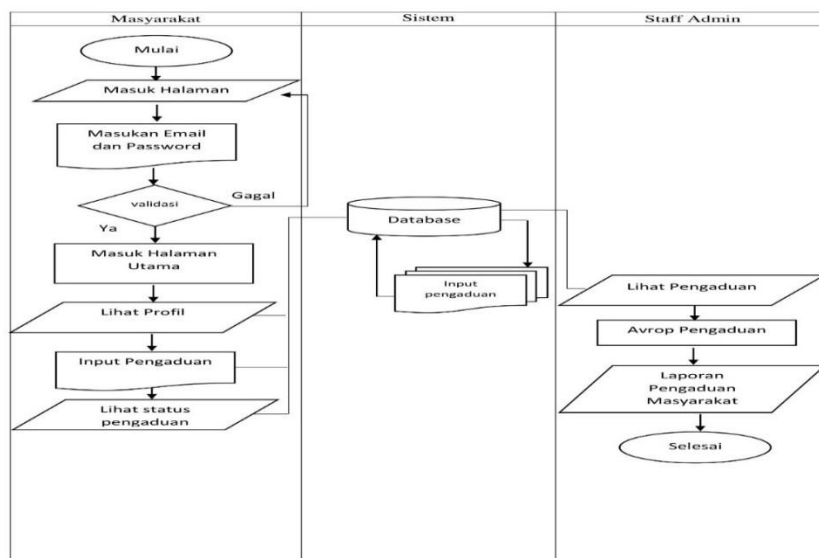 Masyarakat
Sistem
Staff Admin
Mulai
Masuk Halaman
Masukan Email
dan Password
validasi
Gagal
Ya
Masuk Halaman
Utama
Lihat Profil
Input Pengaduan
Lihat status
pengaduan
Database
Input
pengaduan
Lihat Pengaduan
Avrop Pengaduan
Laporan
Pengaduan
Masyarakat
Selesai